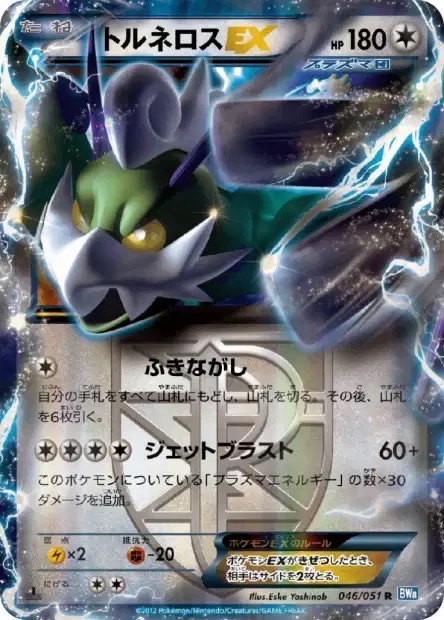 たね トルネロスEX HP 180
プラズマ団
ふきながし
自分の手札をすべて山札にもどし、山札を切る。その後、山札
を6枚引く。
ジェットブラスト 60+
このポケモンについている「プラズマエネルギー」の数×30
ダメージを追加。
弱点 ×2 抵抗力 -20
にげる
ポケモンEXのルール
ポケモンEXがきぜつしたとき、
相手はサイドを2枚とる。
Illus. Eske Yoshinob 046/051 R BW8
©2012 Pokémon/Nintendo/Creatures/GAME FREAK.